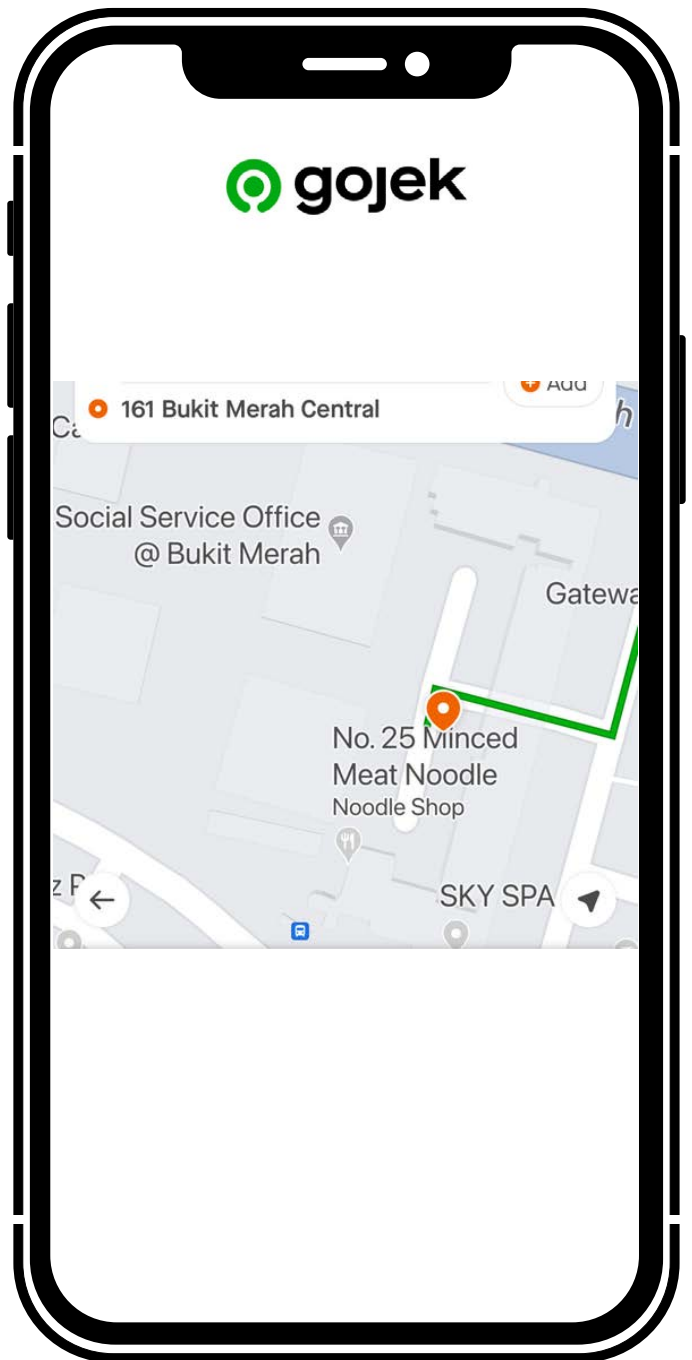 gojek
Add
161 Bukit Merah Central
Social Service Office
@ Bukit Merah
No. 25 Minced
Meat Noodle
Noodle Shop
SKY SPA